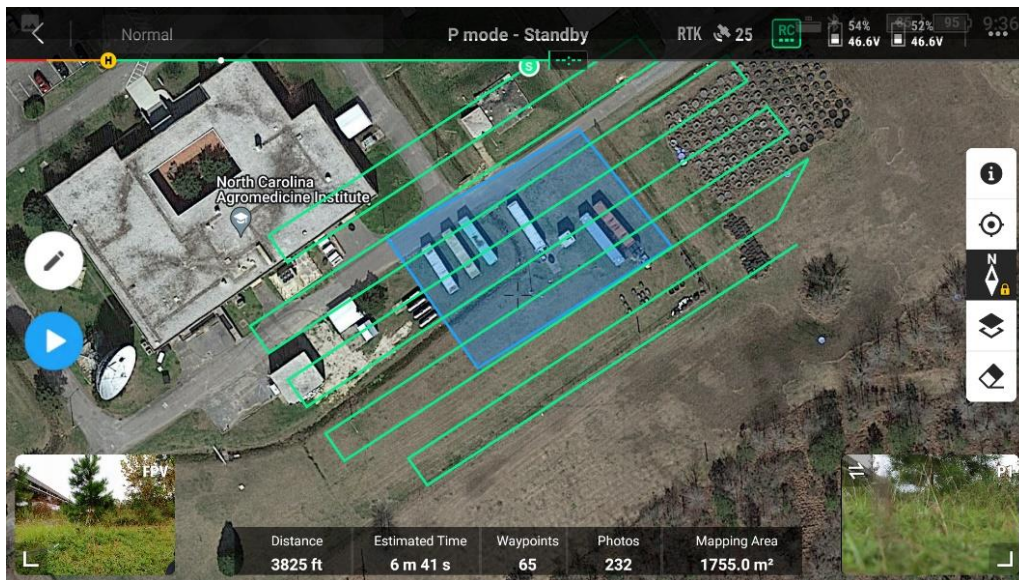 Normal
P mode - Standby
RTK
25
RC
54%
46.6V
52%
46.6V
95
9:36
H
S
North Carolina
Agromedicine Institute
N
FPV
P1
Distance
Estimated Time
Waypoints
Photos
Mapping Area
3825 ft
6 m 41 s
65
232
1755.0 m²